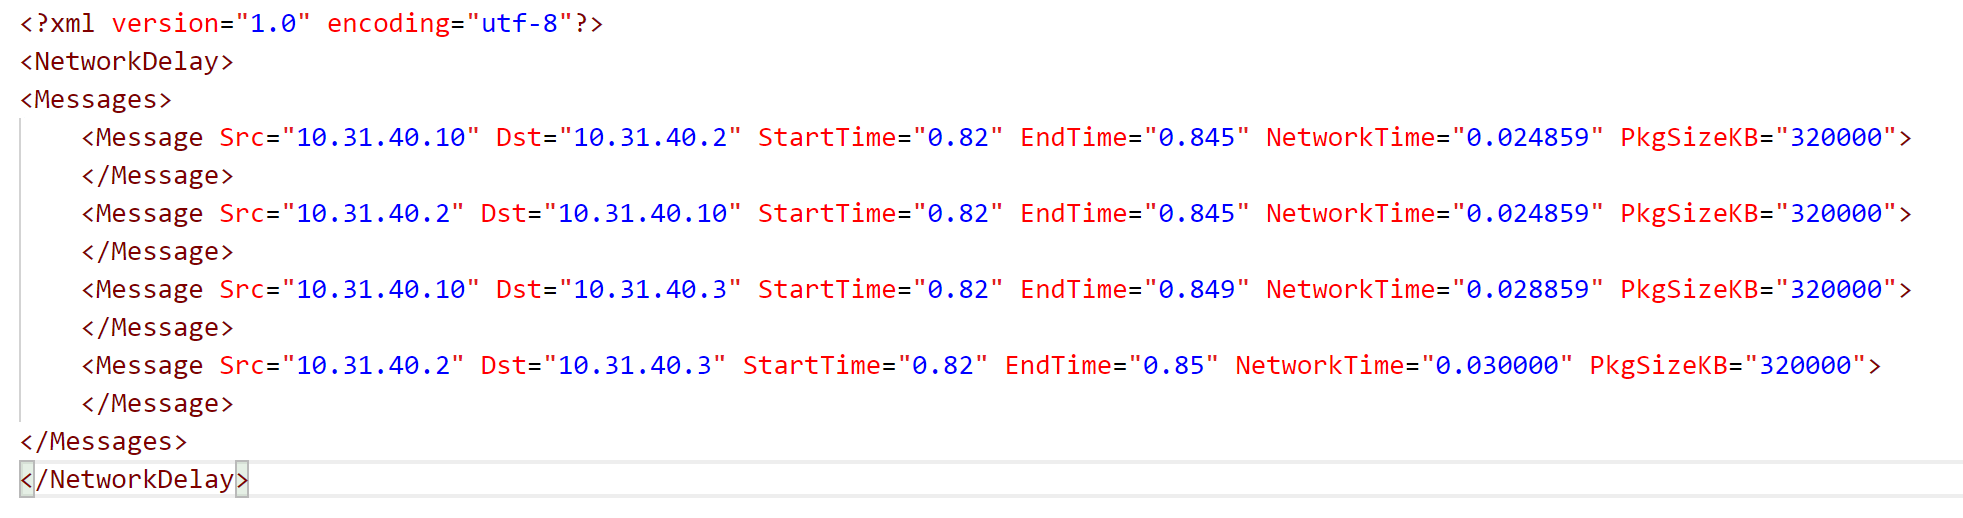 <?xml version="1.0" encoding="utf-8"?>
<NetworkDelay>
<Messages>
    <Message Src="10.31.40.10" Dst="10.31.40.2" StartTime="0.82" EndTime="0.845" NetworkTime="0.024859" PkgSizeKB="320000">
    </Message>
    <Message Src="10.31.40.2" Dst="10.31.40.10" StartTime="0.82" EndTime="0.845" NetworkTime="0.024859" PkgSizeKB="320000">
    </Message>
    <Message Src="10.31.40.10" Dst="10.31.40.3" StartTime="0.82" EndTime="0.849" NetworkTime="0.028859" PkgSizeKB="320000">
    </Message>
    <Message Src="10.31.40.2" Dst="10.31.40.3" StartTime="0.82" EndTime="0.85" NetworkTime="0.030000" PkgSizeKB="320000">
    </Message>
</Messages>
</NetworkDelay>